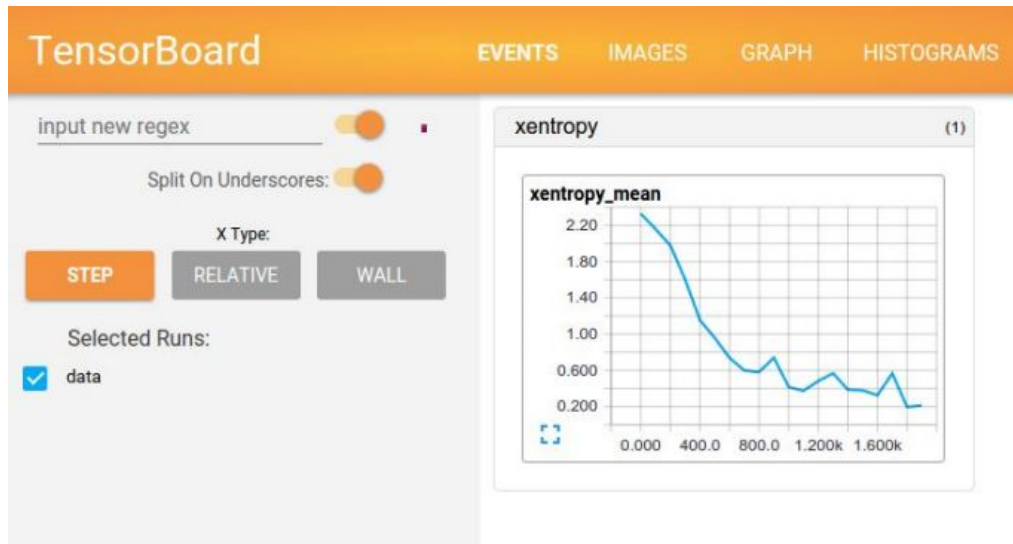 TensorBoard
EVENTS IMAGES GRAPH HISTOGRAMS
input new regex
Split On Underscores:
X Type:
STEP RELATIVE WALL
Selected Runs:
data
xentropy (1)
xentropy_mean
2.20
1.80
1.40
1.00
0.600
0.200
0.000 400.0 800.0 1.200k 1.600k